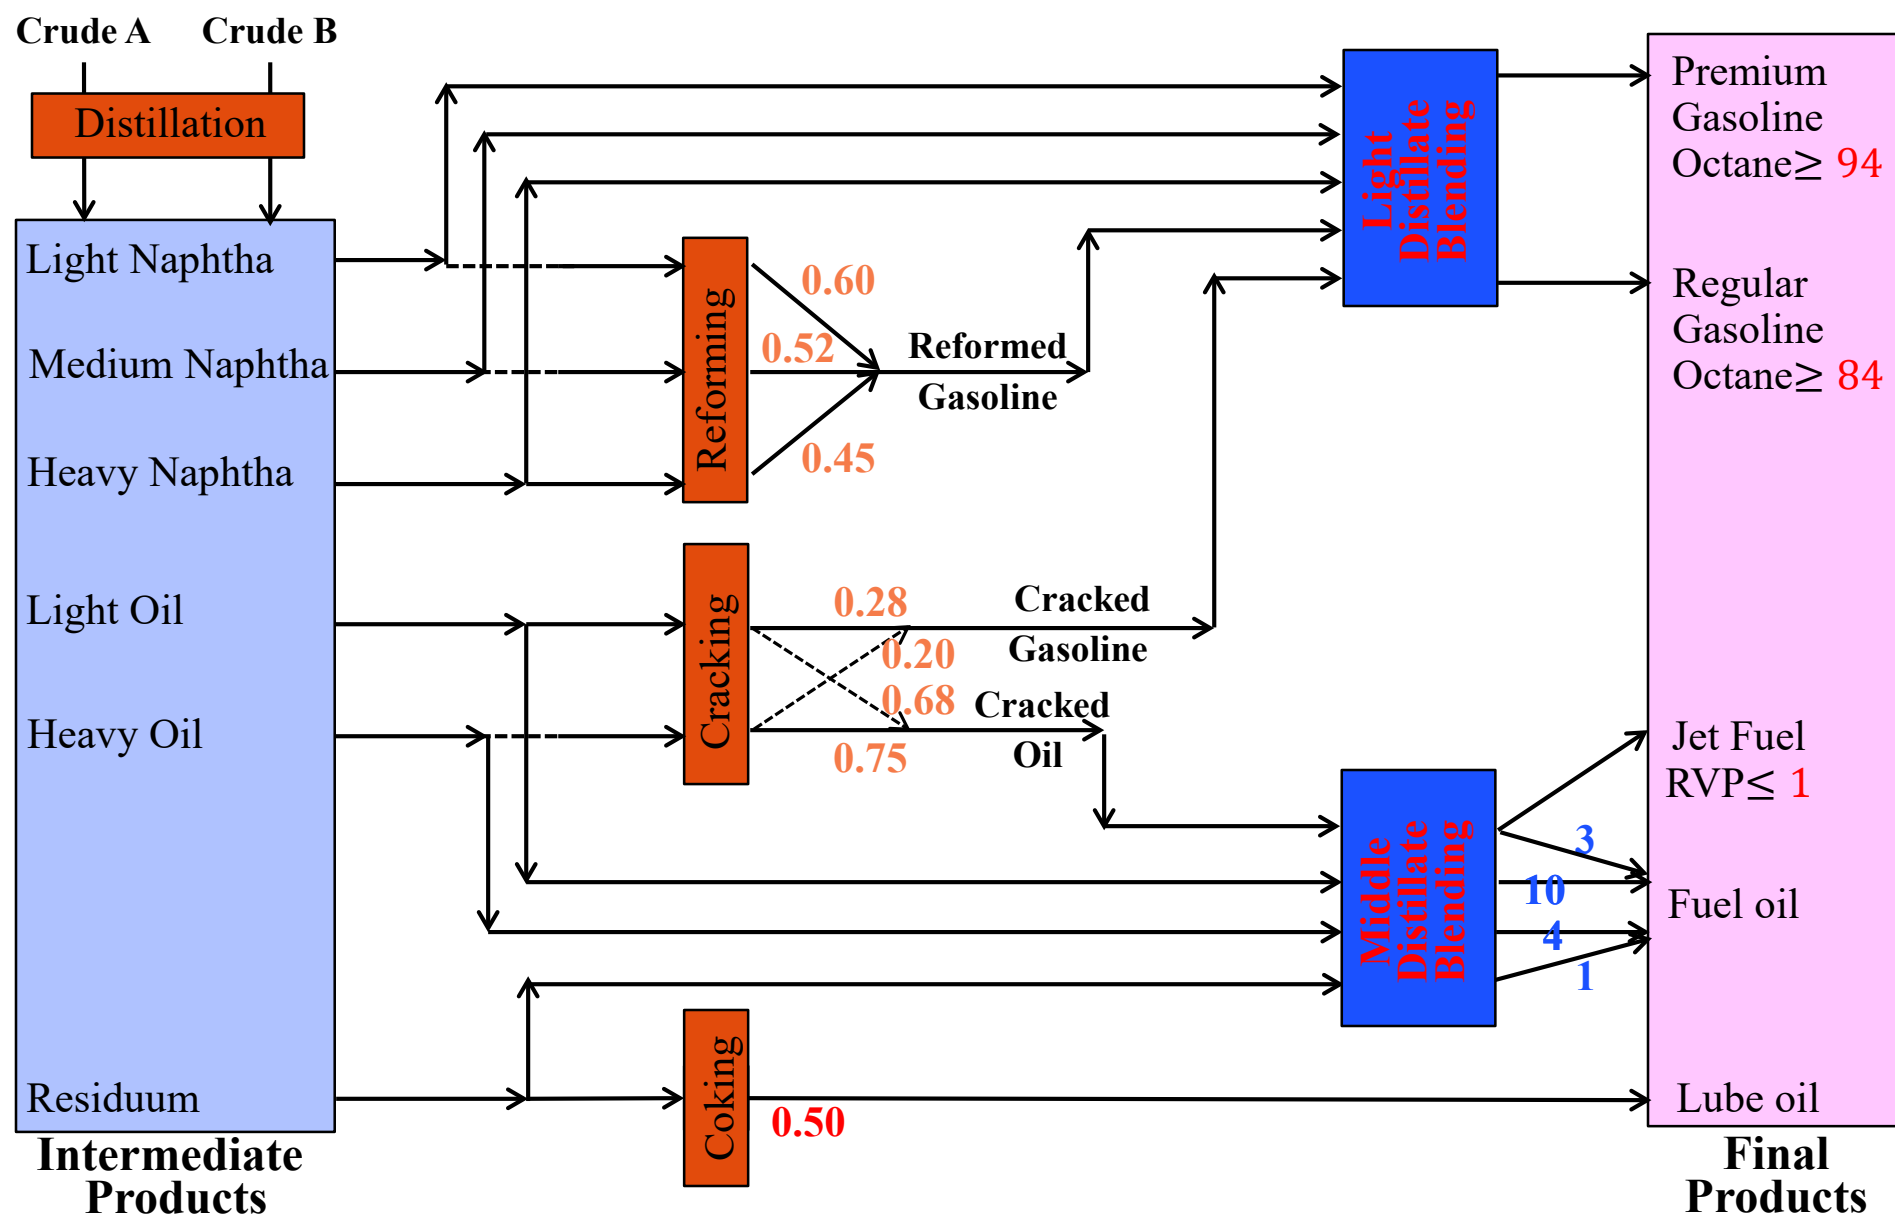 Crude A
Crude B
Distillation
Light Naphtha
Medium Naphtha
Heavy Naphtha
Light Oil
Heavy Oil
Residuum
Intermediate
Products
Reforming
0.60
0.52
0.45
Reformed
Gasoline
Cracking
0.28
0.20
0.68
0.75
Cracked
Gasoline
Cracked
Oil
Coking
0.50
Light
Distillate
Blending
Middle
Distillate
Blending
3
10
4
1
Premium
Gasoline
Octane≥ 94
Regular
Gasoline
Octane≥ 84
Jet Fuel
RVP≤ 1
Fuel oil
Lube oil
Final
Products